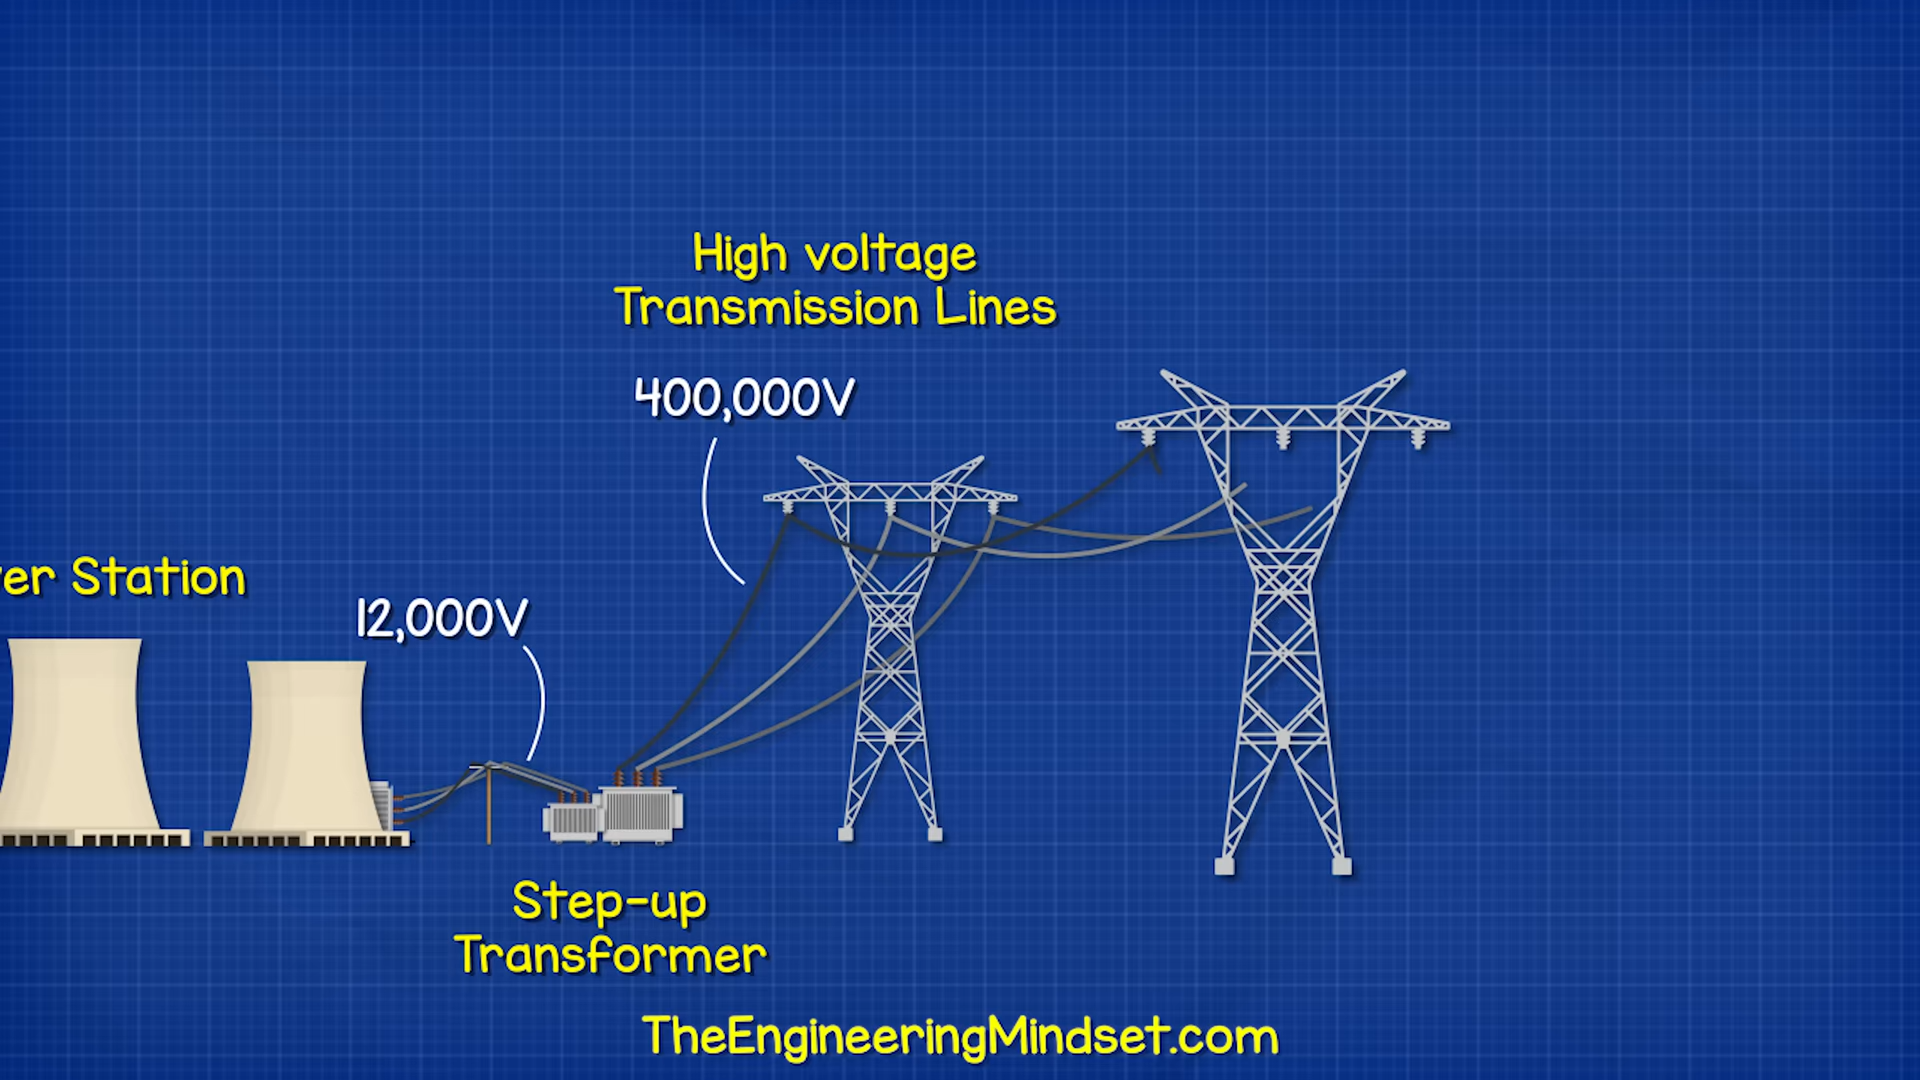 High voltage
Transmission Lines
400,000V
er Station
12,000V
Step-up
Transformer
TheEngineeringMindset.com